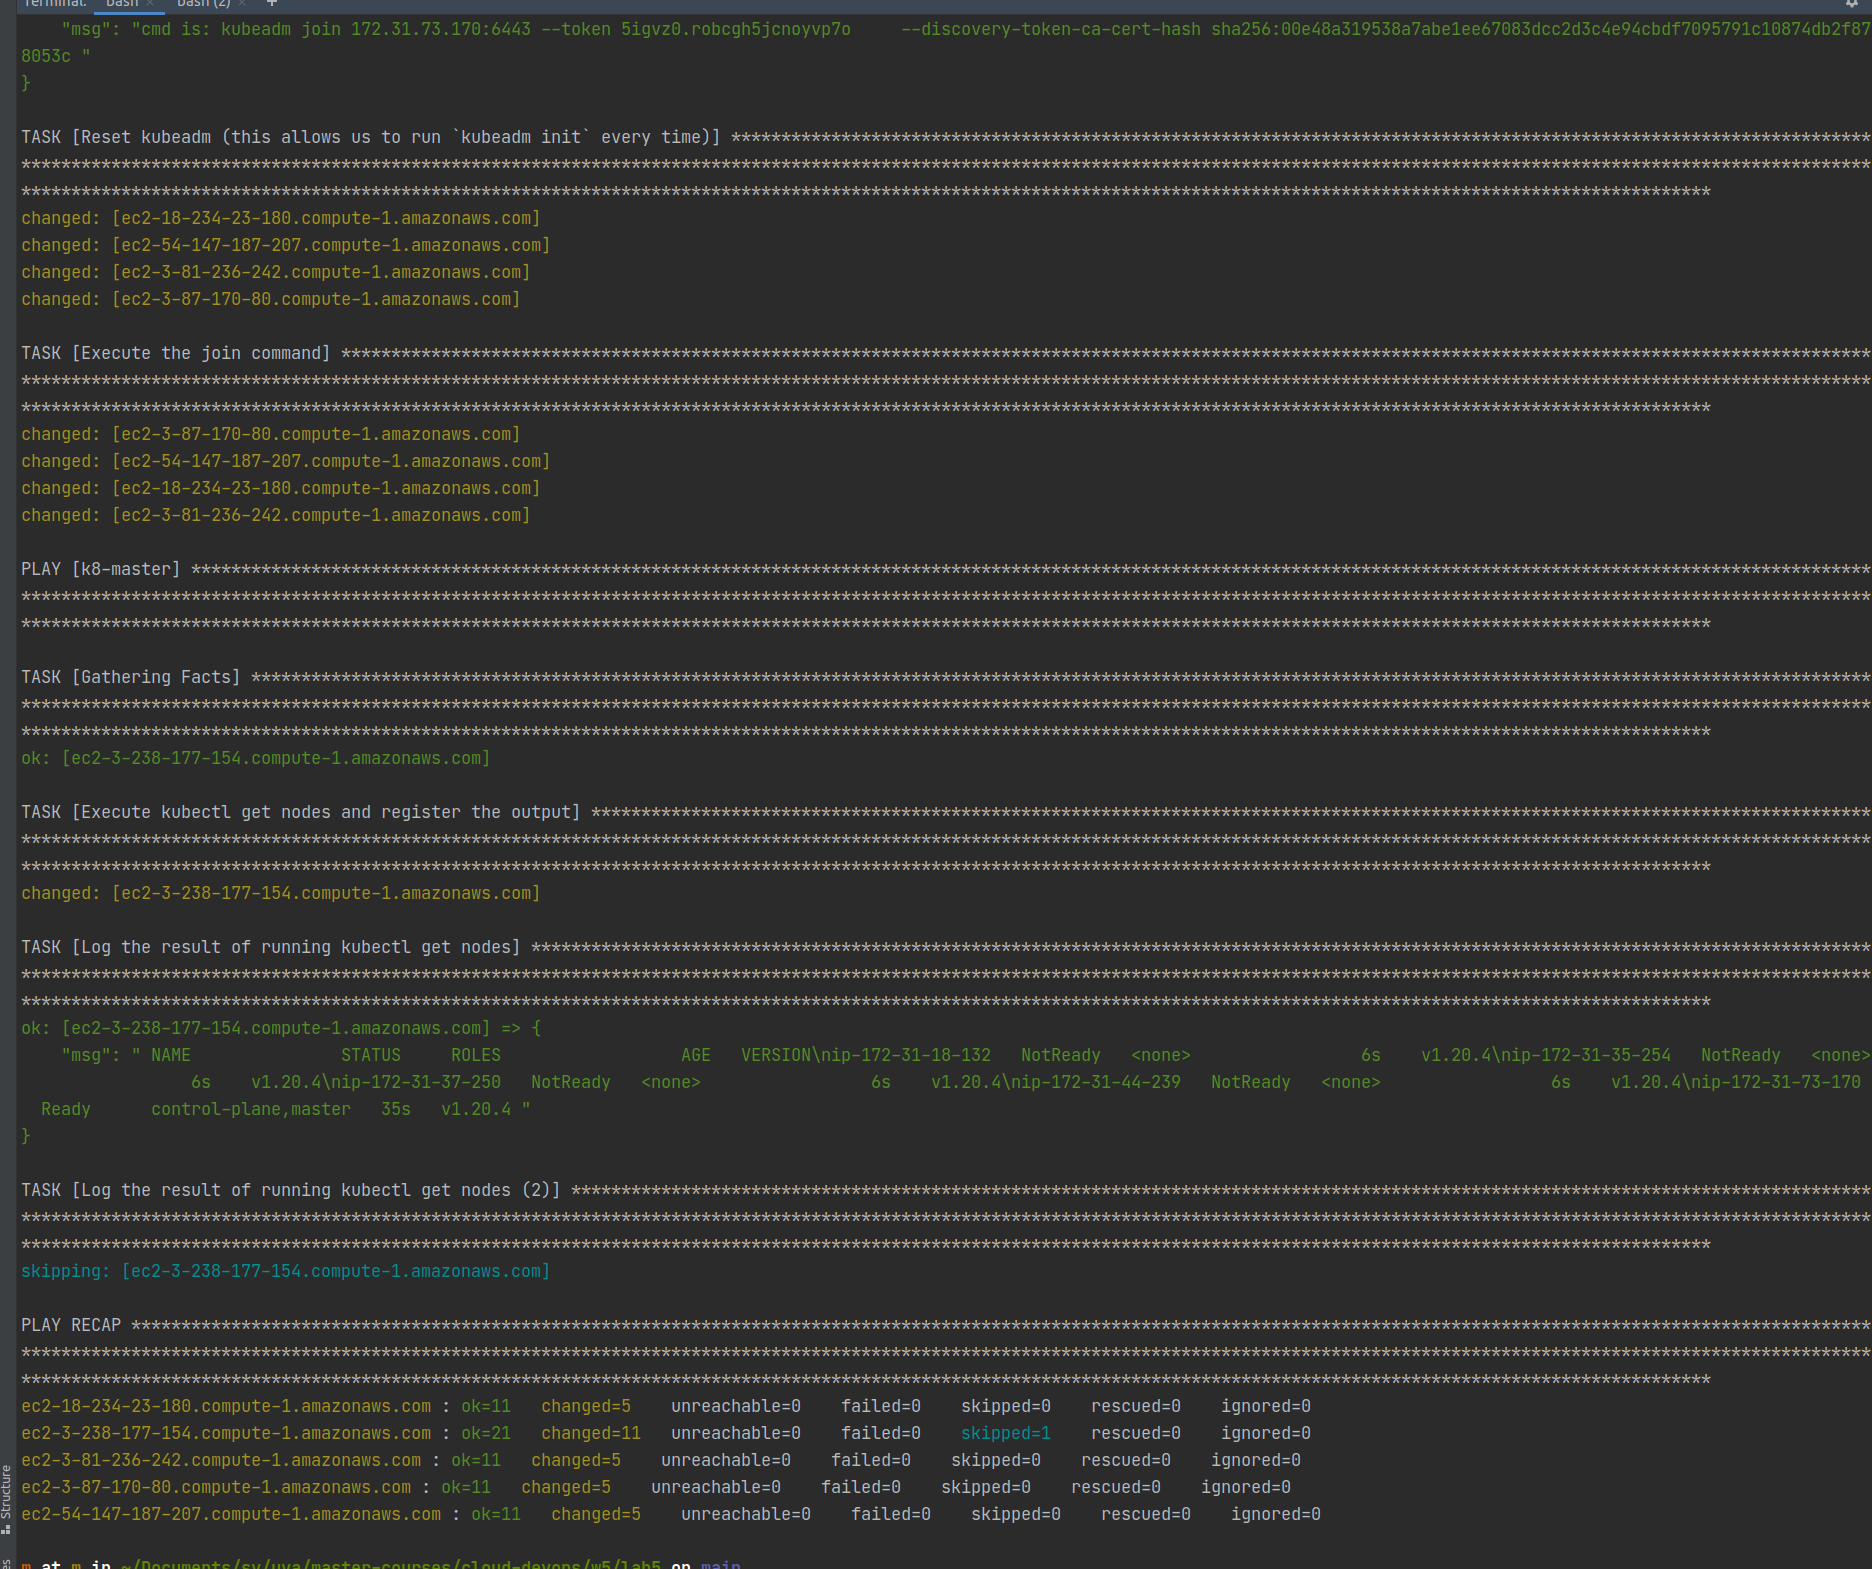 Terminal: Bash × Bash (2) × +
"msg": "cmd is: kubeadm join 172.31.73.170:6443 --token 5igvz0.robcgh5jcnoyvp7o     --discovery-token-ca-cert-hash sha256:00e48a319538a7abe1ee67083dcc2d3c4e94cbdf7095791c10874db2f87
8053c "
}
TASK [Reset kubeadm (this allows us to run `kubeadm init` every time)] ******************************************************************************************************************
*****************************************************************************************************************************************************************************************
*************************************************************************************************************************************************************************
changed: [ec2-18-234-23-180.compute-1.amazonaws.com]
changed: [ec2-54-147-187-207.compute-1.amazonaws.com]
changed: [ec2-3-81-236-242.compute-1.amazonaws.com]
changed: [ec2-3-87-170-80.compute-1.amazonaws.com]
TASK [Execute the join command] *********************************************************************************************************************************************************
*****************************************************************************************************************************************************************************************
*************************************************************************************************************************************************************************
changed: [ec2-3-87-170-80.compute-1.amazonaws.com]
changed: [ec2-54-147-187-207.compute-1.amazonaws.com]
changed: [ec2-18-234-23-180.compute-1.amazonaws.com]
changed: [ec2-3-81-236-242.compute-1.amazonaws.com]
PLAY [k8-master] ************************************************************************************************************************************************************************
*****************************************************************************************************************************************************************************************
*************************************************************************************************************************************************************************
TASK [Gathering Facts] ******************************************************************************************************************************************************************
*****************************************************************************************************************************************************************************************
*************************************************************************************************************************************************************************
ok: [ec2-3-238-177-154.compute-1.amazonaws.com]
TASK [Execute kubectl get nodes and register the output] ********************************************************************************************************************************
*****************************************************************************************************************************************************************************************
*************************************************************************************************************************************************************************
changed: [ec2-3-238-177-154.compute-1.amazonaws.com]
TASK [Log the result of running kubectl get nodes] **************************************************************************************************************************************
*****************************************************************************************************************************************************************************************
*************************************************************************************************************************************************************************
ok: [ec2-3-238-177-154.compute-1.amazonaws.com] => {
"msg": " NAME               STATUS     ROLES                  AGE   VERSION\nip-172-31-18-132   NotReady   <none>                 6s    v1.20.4\nip-172-31-35-254   NotReady   <none>
6s    v1.20.4\nip-172-31-37-250   NotReady   <none>                 6s    v1.20.4\nip-172-31-44-239   NotReady   <none>                 6s    v1.20.4\nip-172-31-73-170
Ready      control-plane,master   35s   v1.20.4 "
}
TASK [Log the result of running kubectl get nodes (2)] **********************************************************************************************************************************
*****************************************************************************************************************************************************************************************
*************************************************************************************************************************************************************************
skipping: [ec2-3-238-177-154.compute-1.amazonaws.com]
PLAY RECAP ******************************************************************************************************************************************************************************
*****************************************************************************************************************************************************************************************
*************************************************************************************************************************************************************************
ec2-18-234-23-180.compute-1.amazonaws.com : ok=11   changed=5    unreachable=0    failed=0    skipped=0    rescued=0    ignored=0
ec2-3-238-177-154.compute-1.amazonaws.com : ok=21   changed=11   unreachable=0    failed=0    skipped=1    rescued=0    ignored=0
ec2-3-81-236-242.compute-1.amazonaws.com : ok=11   changed=5    unreachable=0    failed=0    skipped=0    rescued=0    ignored=0
ec2-3-87-170-80.compute-1.amazonaws.com : ok=11   changed=5    unreachable=0    failed=0    skipped=0    rescued=0    ignored=0
ec2-54-147-187-207.compute-1.amazonaws.com : ok=11   changed=5    unreachable=0    failed=0    skipped=0    rescued=0    ignored=0
m at m in ~/Documents/sv/uva/master-courses/cloud-devops/w5/lab5 on main
Structure